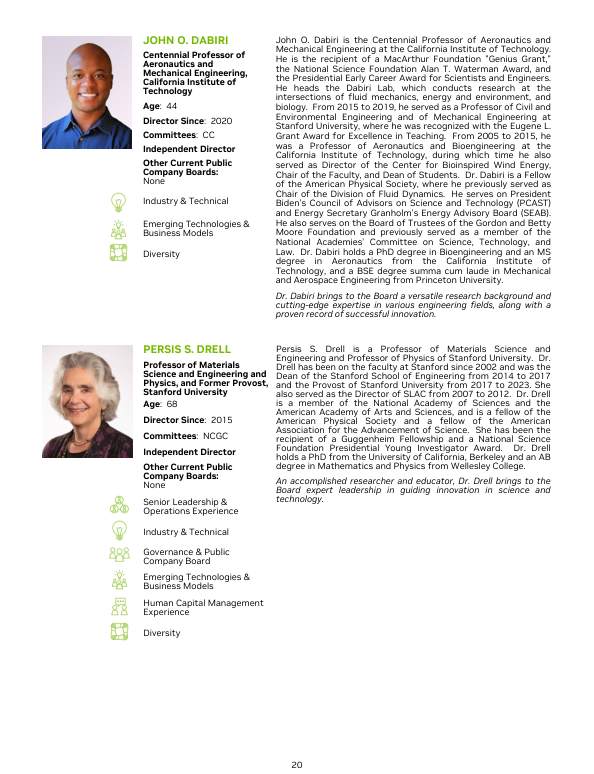 JOHN O. DABIRI
Centennial Professor of
Aeronautics and
Mechanical Engineering,
California Institute of
Technology
Age: 44
Director Since: 2020
Committees: CC
Independent Director
Other Current Public
Company Boards:
None
Industry & Technical
Emerging Technologies &
Business Models
Diversity
John O. Dabiri is the Centennial Professor of Aeronautics and
Mechanical Engineering at the California Institute of Technology.
He is the recipient of a MacArthur Foundation "Genius Grant,"
the National Science Foundation Alan T. Waterman Award, and
the Presidential Early Career Award for Scientists and Engineers.
He heads the Dabiri Lab, which conducts research at the
intersections of fluid mechanics, energy and environment, and
biology. From 2015 to 2019, he served as a Professor of Civil and
Environmental Engineering and of Mechanical Engineering at
Stanford University, where he was recognized with the Eugene L.
Grant Award for Excellence in Teaching. From 2005 to 2015, he
was a Professor of Aeronautics and Bioengineering at the
California Institute of Technology, during which time he also
served as Director of the Center for Bioinspired Wind Energy,
Chair of the Faculty, and Dean of Students. Dr. Dabiri is a Fellow
of the American Physical Society, where he previously served as
Chair of the Division of Fluid Dynamics. He serves on President
Biden's Council of Advisors on Science and Technology (PCAST)
and Energy Secretary Granholm's Energy Advisory Board (SEAB).
He also serves on the Board of Trustees of the Gordon and Betty
Moore Foundation and previously served as a member of the
National Academies' Committee on Science, Technology, and
Law. Dr. Dabiri holds a PhD degree in Bioengineering and an MS
degree in Aeronautics from the California Institute of
Technology, and a BSE degree summa cum laude in Mechanical
and Aerospace Engineering from Princeton University.
Dr. Dabiri brings to the Board a versatile research background and
cutting-edge expertise in various engineering fields, along with a
proven record of successful innovation.
PERSIS S. DRELL
Professor of Materials
Science and Engineering and
Physics, and Former Provost,
Stanford University
Age: 68
Director Since: 2015
Committees: NCGC
Independent Director
Other Current Public
Company Boards:
None
Senior Leadership &
Operations Experience
Industry & Technical
Governance & Public
Company Board
Emerging Technologies &
Business Models
Human Capital Management
Experience
Diversity
Persis S. Drell is a Professor of Materials Science and
Engineering and Professor of Physics of Stanford University. Dr.
Drell has been on the faculty at Stanford since 2002 and was the
Dean of the Stanford School of Engineering from 2014 to 2017
and the Provost of Stanford University from 2017 to 2023. She
also served as the Director of SLAC from 2007 to 2012. Dr. Drell
is a member of the National Academy of Sciences and the
American Academy of Arts and Sciences, and is a fellow of the
American Physical Society and a fellow of the American
Association for the Advancement of Science. She has been the
recipient of a Guggenheim Fellowship and a National Science
Foundation Presidential Young Investigator Award. Dr. Drell
holds a PhD from the University of California, Berkeley and an AB
degree in Mathematics and Physics from Wellesley College.
An accomplished researcher and educator, Dr. Drell brings to the
Board expert leadership in guiding innovation in science and
technology.
20